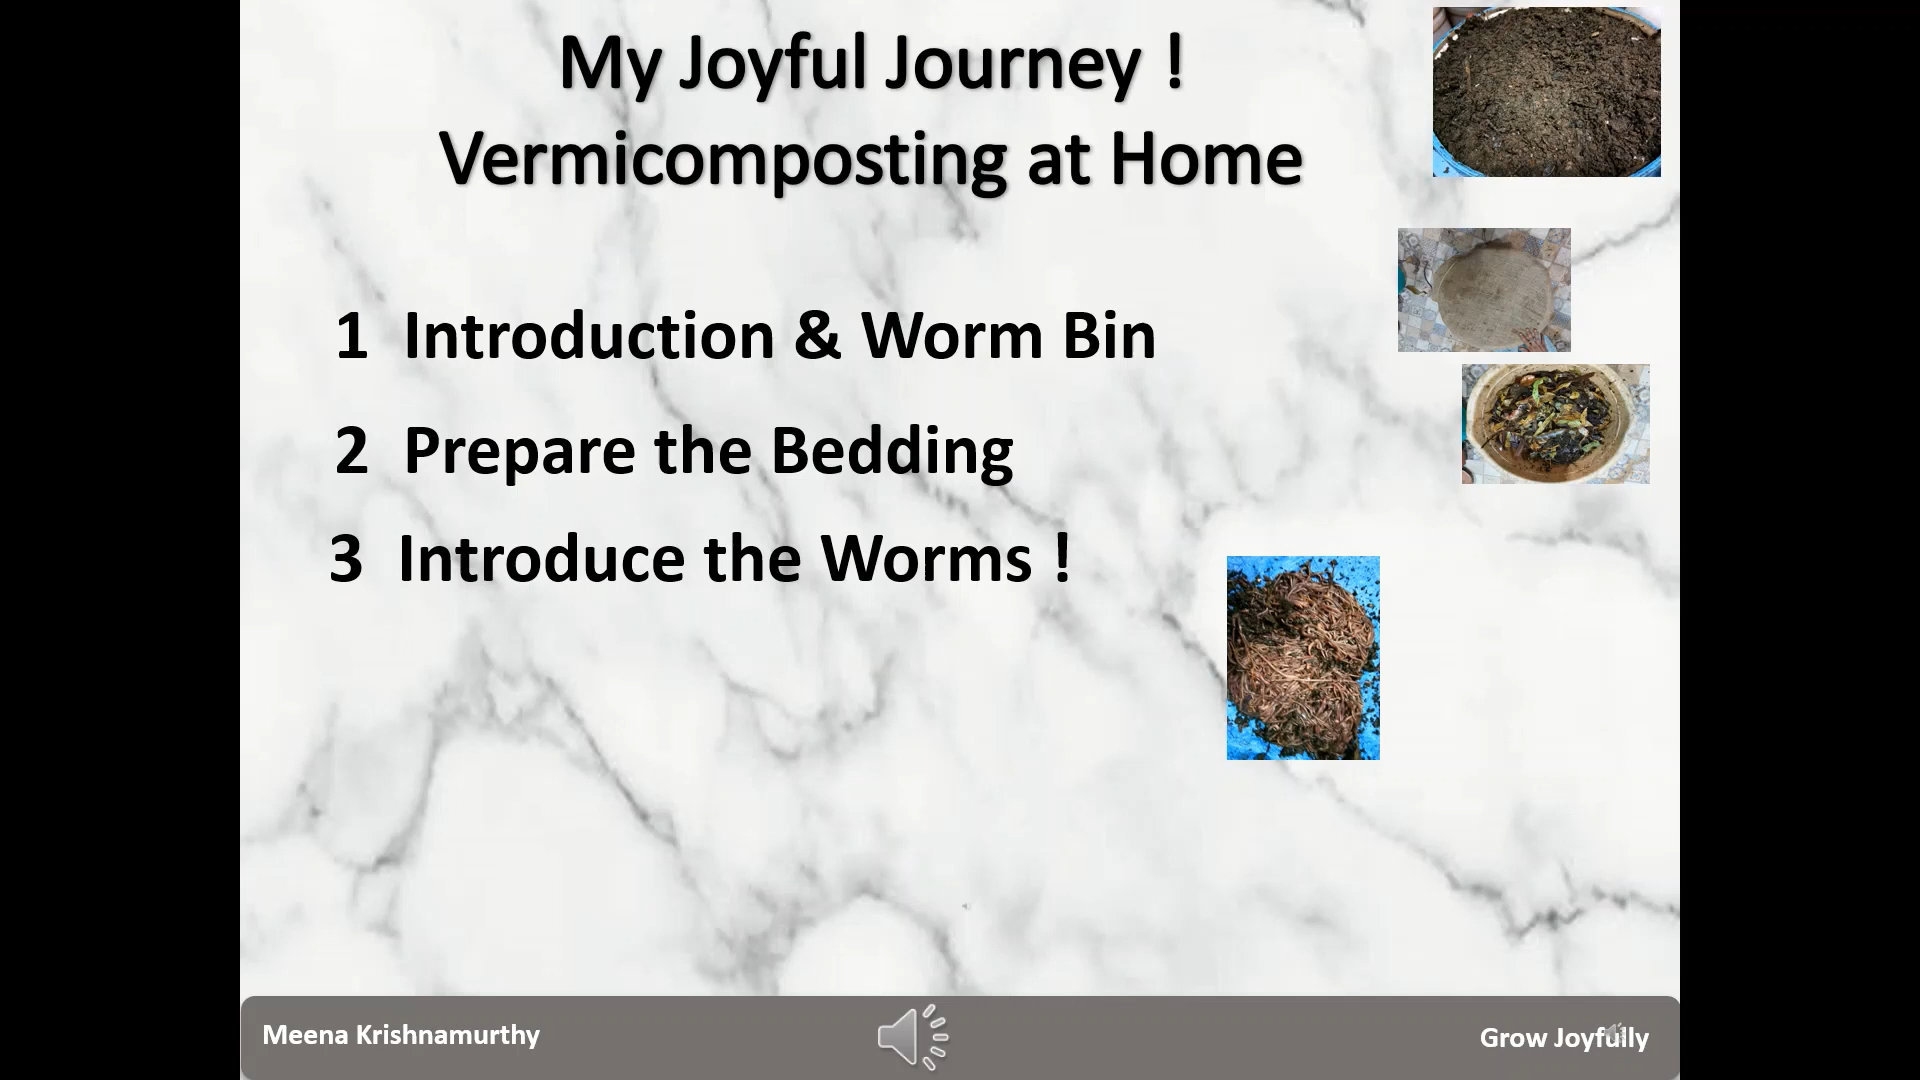 My Joyful Journey !
Vermicomposting at Home
1 Introduction & Worm Bin
2 Prepare the Bedding
3 Introduce the Worms !
Meena Krishnamurthy
Grow Joyfully